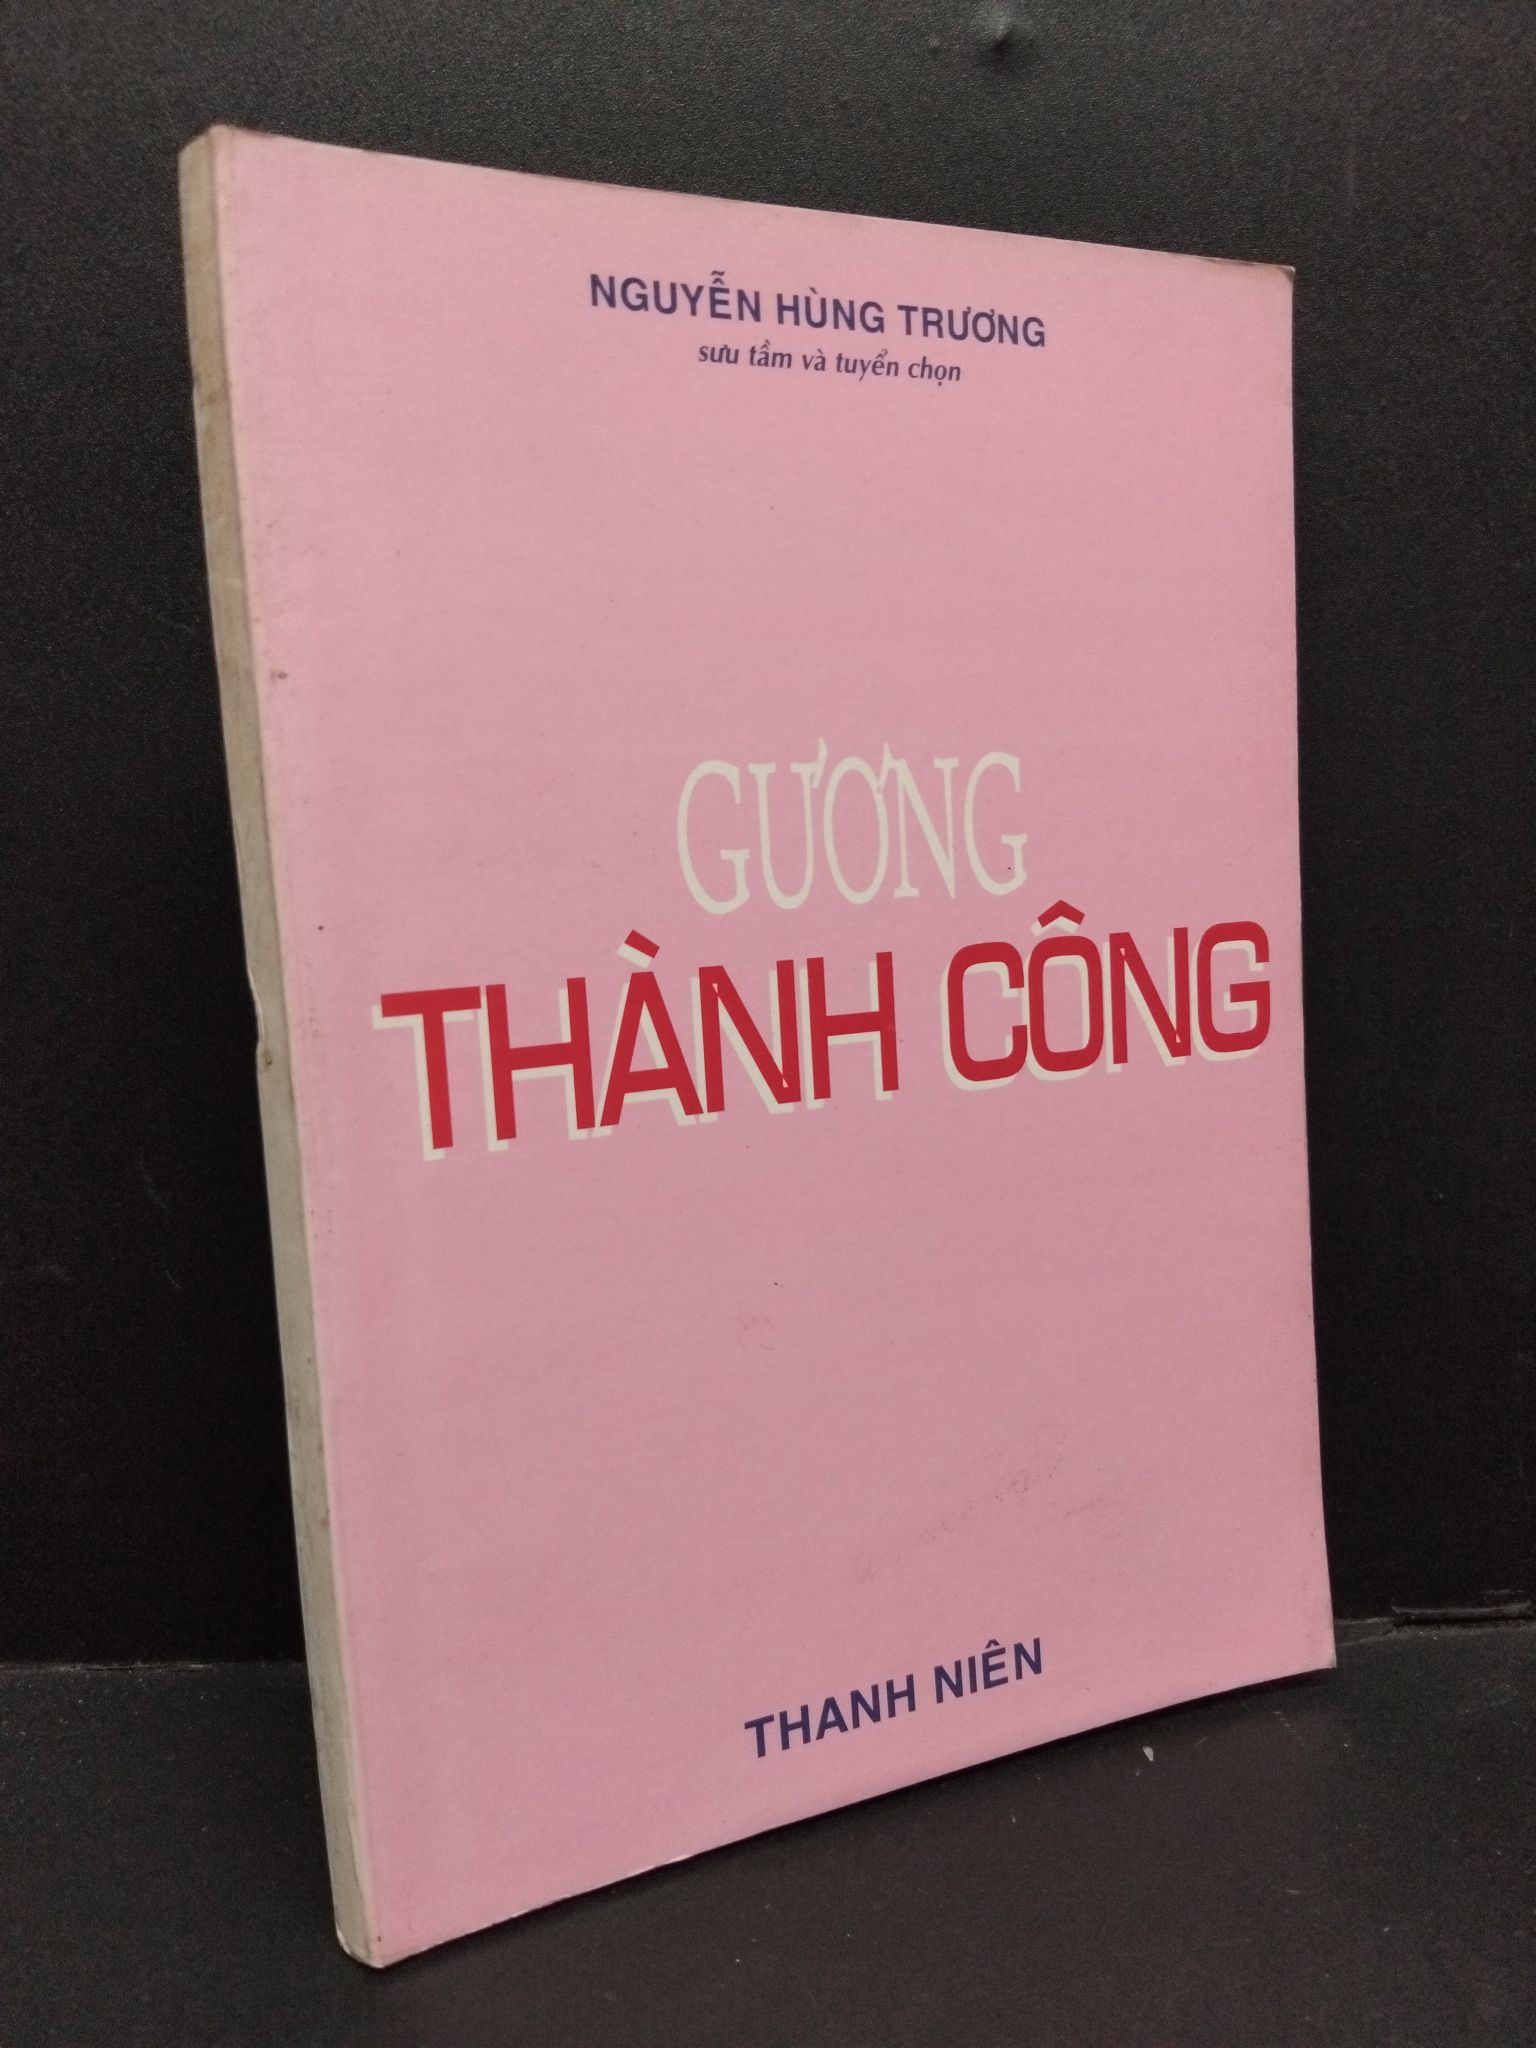 NGUYỄN HÙNG TRƯƠNG
sưu tầm và tuyển chọn
GƯƠNG
THÀNH CÔNG
THANH NIÊN